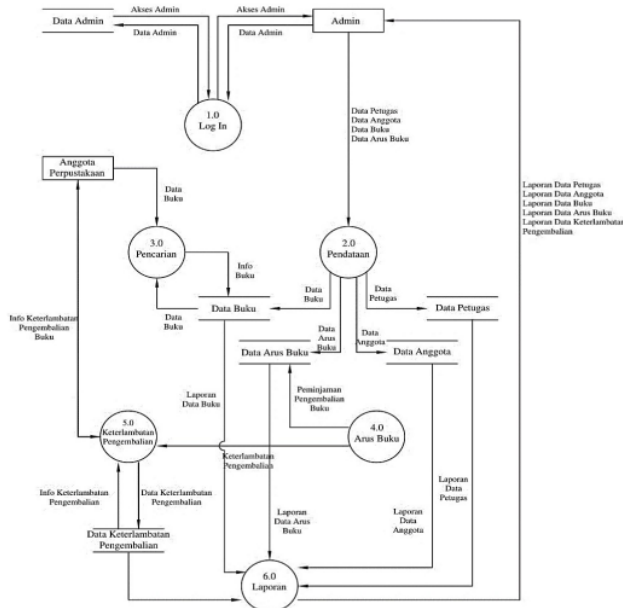 Data Admin
Akses Admin
Data Admin
Admin
1.0
Log In
Data Petugas
Data Anggota
Data Buku
Data Arus Buku
Anggota
Perpustakaan
Data
Buku
Laporan Data Petugas
Laporan Data Anggota
Laporan Data Buku
Laporan Data Arus Buku
Laporan Data Keterlambatan
Pengembalian
Akses Admin
Data Admin
3.0
Pencarian
Info
Buku
2.0
Pendataan
Data
Buku
Data
Petugas
Data Buku
Data Petugas
Data
Buku
Info Keterlambatan
Pengembalian
Buku
Data
Arus
Buku
Data
Anggota
Data Arus Buku
Data Anggota
Laporan
Data Buku
Peminjaman
Pengembalian
Buku
5.0
Keterlambatan
Pengembalian
4.0
Arus Buku
Keterlambatan
Pengembalian
Info Keterlambatan
Pengembalian
Data Keterlambatan
Pengembalian
Laporan
Data
Petugas
Laporan
Data Arus
Buku
Laporan
Data
Anggota
Data Keterlambatan
Pengembalian
6.0
Laporan